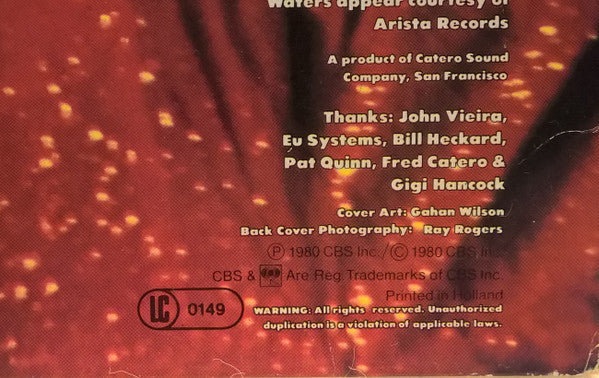 Waters appear courtesy of
Arista Records
A product of Catero Sound
Company, San Francisco
Thanks: John Vieira,
Eu Systems, Bill Heckard,
Pat Quinn, Fred Catero &
Gigi Hancock
Cover Art: Gahan Wilson
Back Cover Photography: Ray Rogers
Ⓟ 1980 CBS Inc./© 1980 CBS Inc.
CBS & Are Reg. Trademarks of CBS Inc.
Printed in Holland
LC 0149
WARNING: All rights reserved. Unauthorized
duplication is a violation of applicable laws.